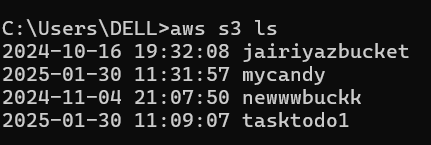 C:\Users\DELL>aws s3 ls
2024-10-16 19:32:08 jairiyazbucket
2025-01-30 11:31:57 mycandy
2024-11-04 21:07:50 newwwbuckk
2025-01-30 11:09:07 tasktodo1